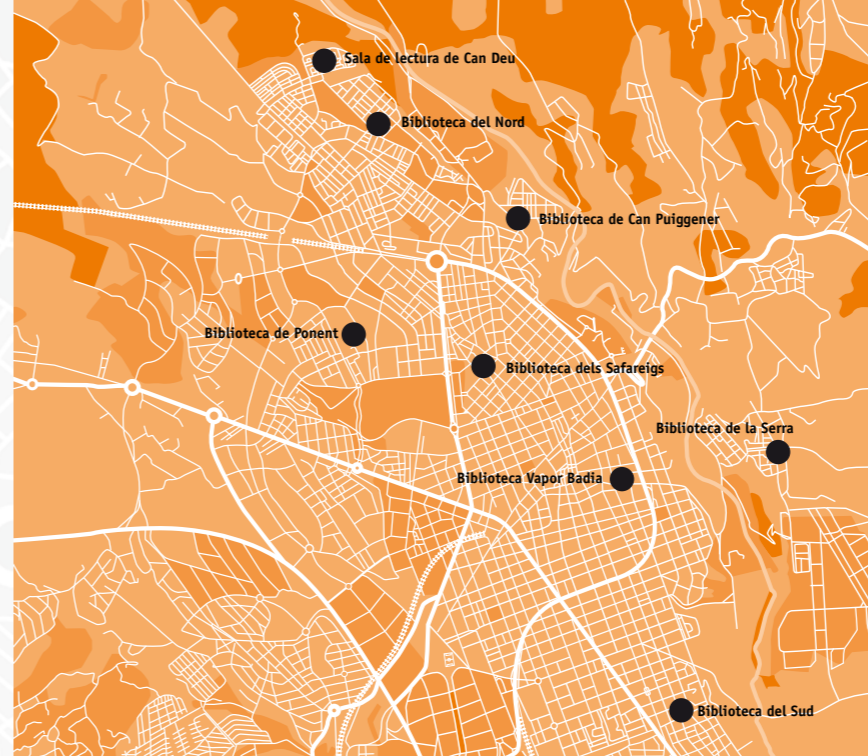 Sala de lectura de Can Deu
Biblioteca del Nord
Biblioteca de Can Puiggener
Biblioteca de Ponent
Biblioteca dels Safareigs
Biblioteca de la Serra
Biblioteca Vapor Badia
Biblioteca del Sud